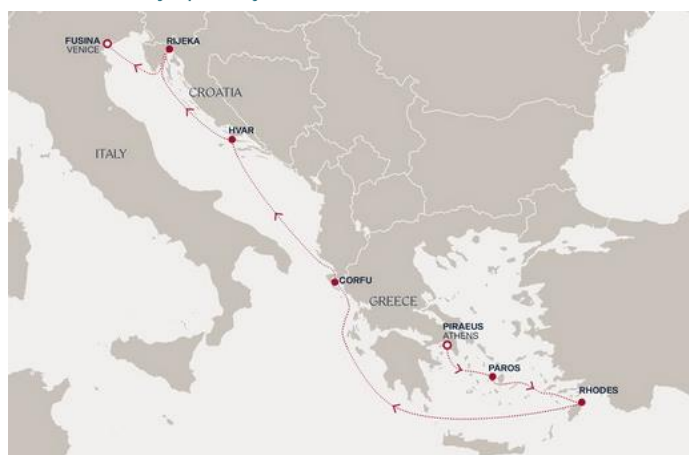 FUSINA
VENICE
RIJEKA
CROATIA
HVAR
ITALY
CORFU
GREECE
PIRAEUS
ATHENS
PAROS
RHODES